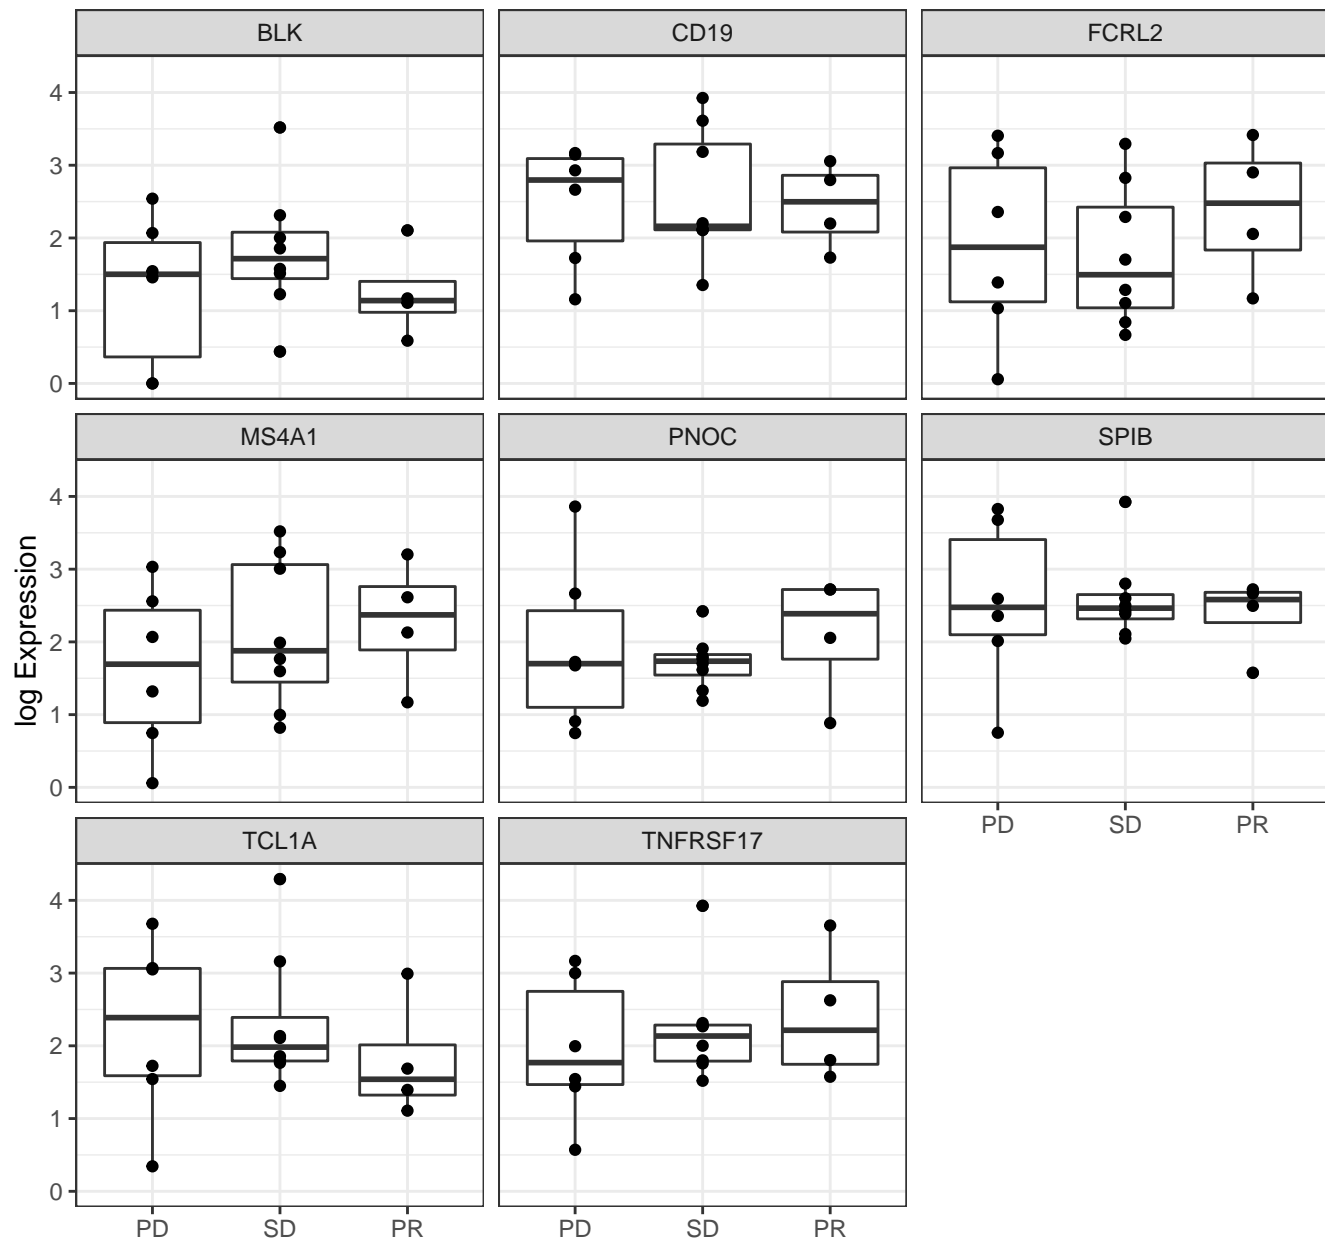 BLK
CD19
FCRL2
4
3
2
1
0
MS4A1
PNOC
SPIB
4
3
2
1
0
log Expression
PD SD PR
TCL1A
TNFRSF17
4
3
2
1
0
PD SD PR
PD SD PR